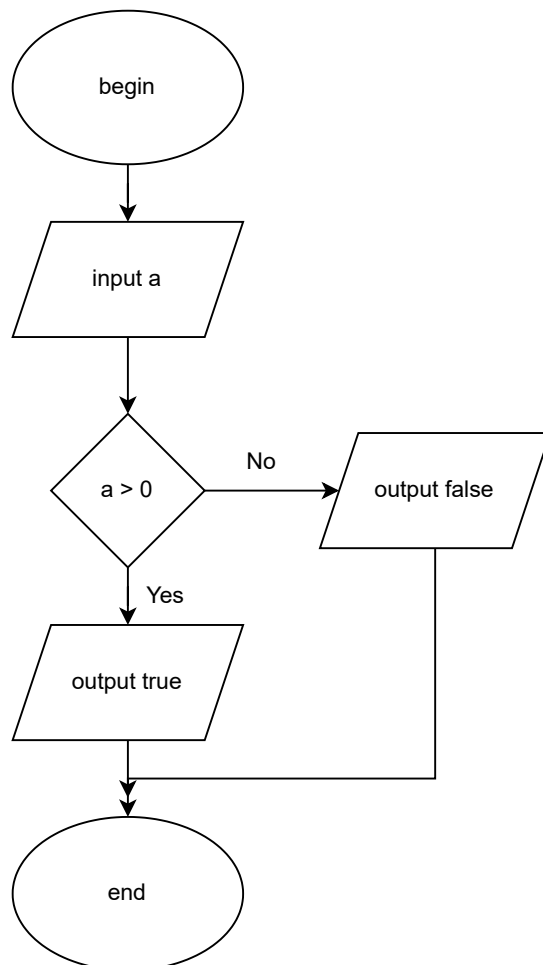 begin
input a
a > 0
No
output false
Yes
output true
end